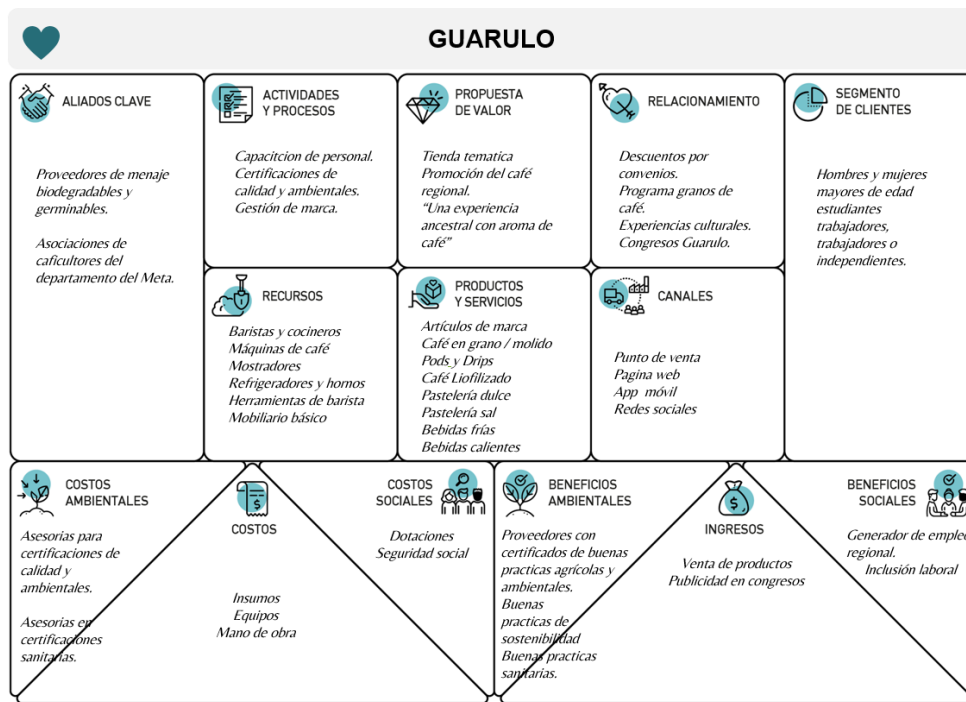 GUARULO
ALIADOS CLAVE
Proveedores de menaje
biodegradables y
germinables.
Asociaciones de
caficultores del
departamento del Meta.
ACTIVIDADES
Y PROCESOS
Capacitcion de personal.
Certificaciones de
calidad y ambientales.
Gestión de marca.
RECURSOS
Baristas y cocineros
Máquinas de café
Mostradores
Refrigeradores y hornos
Herramientas de barista
Mobiliario básico
PROPUESTA
DE VALOR
Tienda tematica
Promoción del café
regional.
“Una experiencia
ancestral con aroma de
café”
PRODUCTOS
Y SERVICIOS
Artículos de marca
Café en grano / molido
Pods y Drips
Café Liofilizado
Pastelería dulce
Pastelería sal
Bebidas frías
Bebidas calientes
RELACIONAMIENTO
Descuentos por
convenios.
Programa granos de
café.
Experiencias culturales.
Congresos Guarulo.
CANALES
Punto de venta
Pagina web
App móvil
Redes sociales
SEGMENTO
DE CLIENTES
Hombres y mujeres
mayores de edad
estudiantes
trabajadores,
trabajadores o
independientes.
COSTOS
AMBIENTALES
Asesorias para
certificaciones de
calidad y
ambientales.
Asesorias en
certificaciones
sanitarias.
$
COSTOS
Insumos
Equipos
Mano de obra
COSTOS
SOCIALES
Dotaciones
Seguridad social
BENEFICIOS
AMBIENTALES
Proveedores con
certificados de buenas
practicas agrícolas y
ambientales.
Buenas
practicas de
sostenibilidad
Buenas practicas
sanitarias.
$
INGRESOS
Venta de productos
Publicidad en congresos
BENEFICIOS
SOCIALES
Generador de empleo
regional.
Inclusión laboral